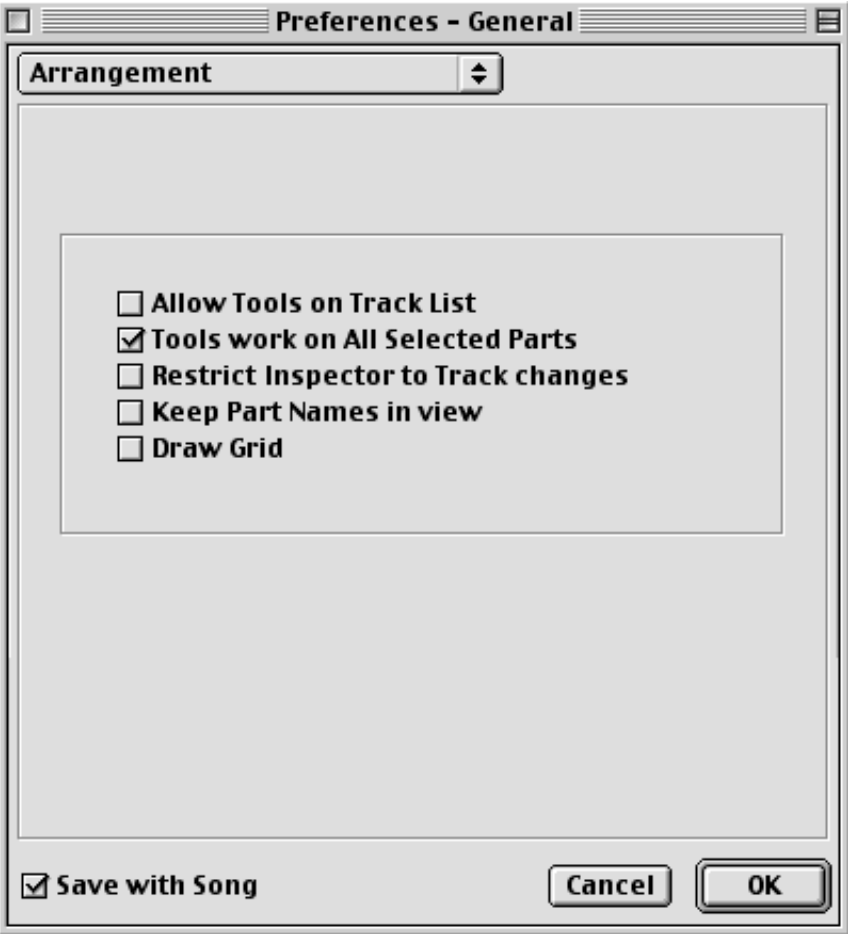 Preferences – General
Arrangement
Allow Tools on Track List
Tools work on All Selected Parts
Restrict Inspector to Track changes
Keep Part Names in view
Draw Grid
Save with Song
Cancel
OK